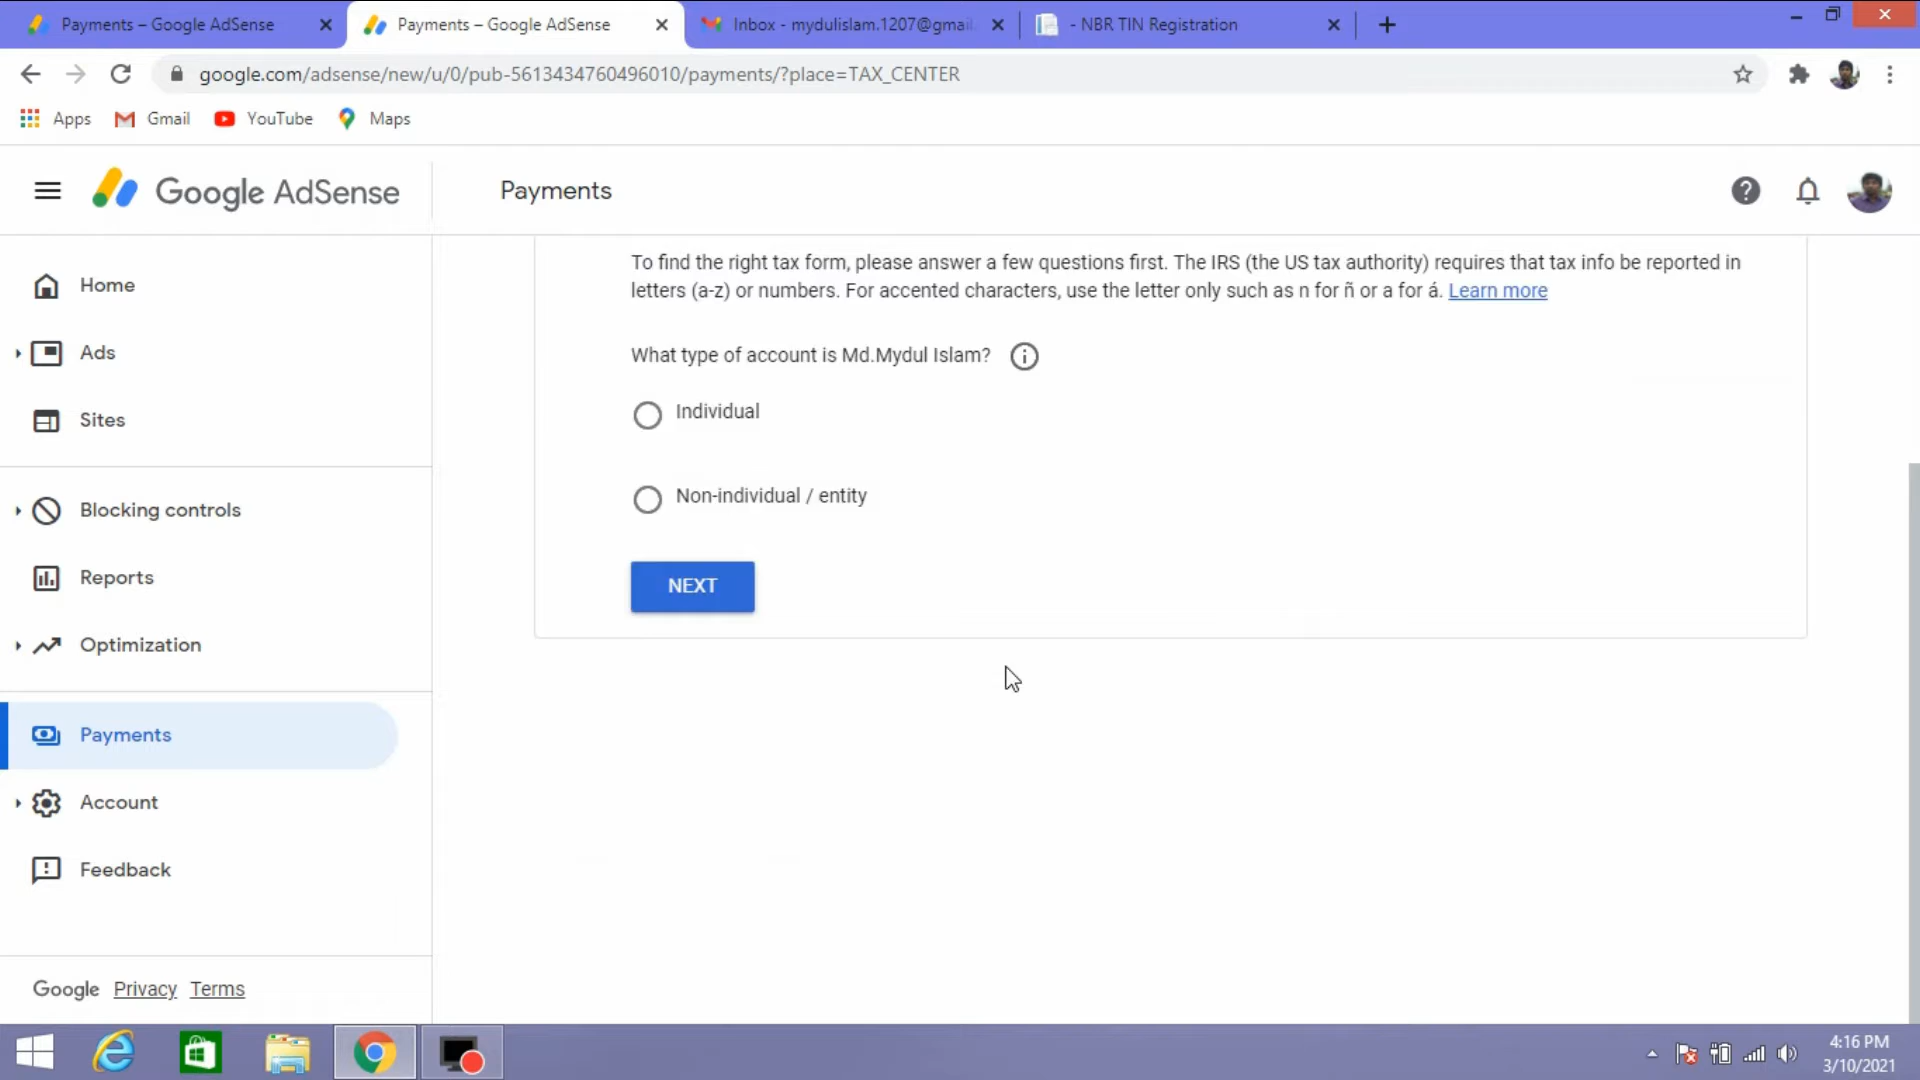 Payments – Google AdSense
Payments – Google AdSense
Inbox - mydulislam.1207@gmai
- NBR TIN Registration
google.com/adsense/new/u/0/pub-5613434760496010/payments/?place=TAX_CENTER
Apps
Gmail
YouTube
Maps
Google AdSense
Payments
Home
Ads
Sites
Blocking controls
Reports
Optimization
Payments
Account
Feedback
Google Privacy Terms
To find the right tax form, please answer a few questions first. The IRS (the US tax authority) requires that tax info be reported in
letters (a-z) or numbers. For accented characters, use the letter only such as n for ñ or a for á. Learn more
What type of account is Md.Mydul Islam?
Individual
Non-individual / entity
NEXT
4:16 PM
3/10/2021